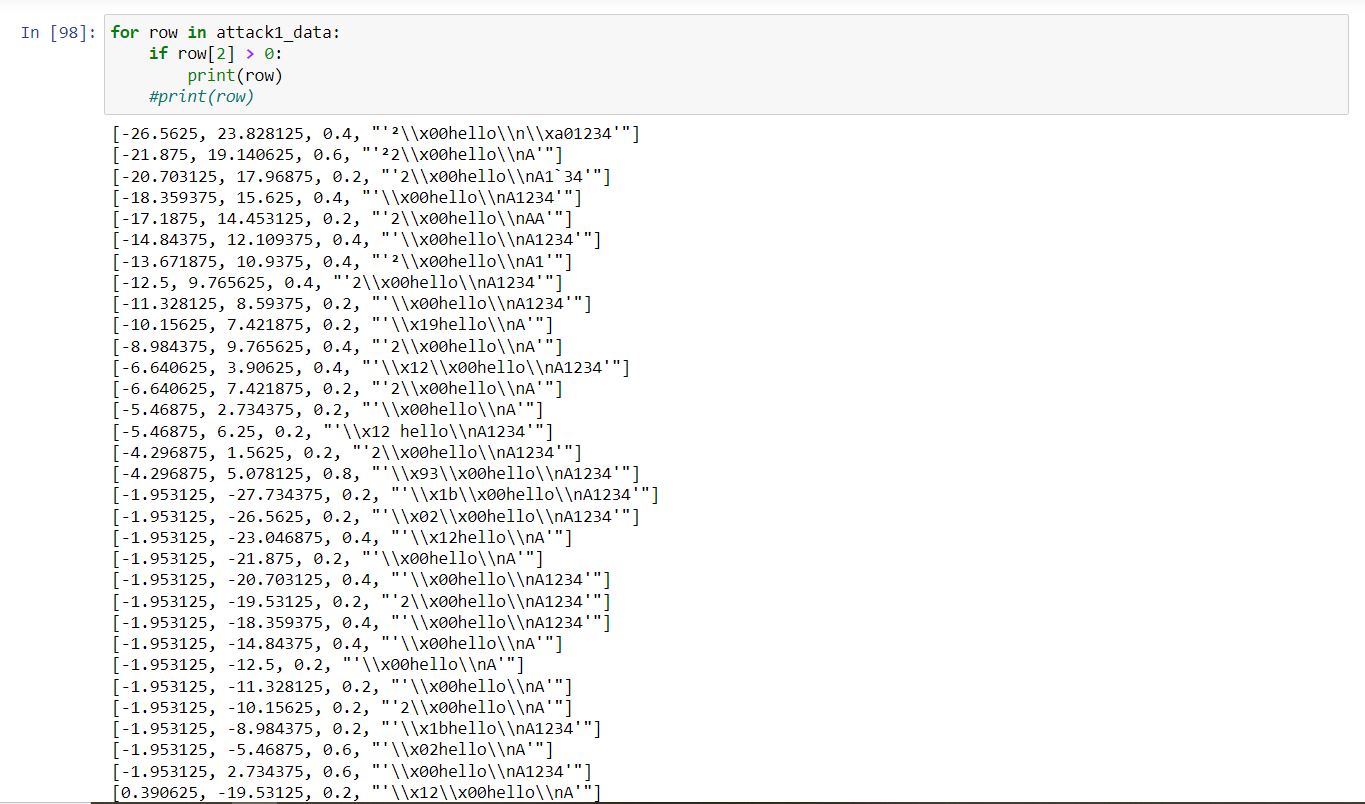 In [98]: for row in attack1_data:
if row[2] > 0:
print(row)
#print(row)
[-26.5625, 23.828125, 0.4, "'²\\x00hello\\n\\xa01234'"]
[-21.875, 19.140625, 0.6, "'²2\\x00hello\\nA'"]
[-20.703125, 17.96875, 0.2, "'2\\x00hello\\nA1`34'"]
[-18.359375, 15.625, 0.4, "'\\x00hello\\nA1234'"]
[-17.1875, 14.453125, 0.2, "'2\\x00hello\\nAA'"]
[-14.84375, 12.109375, 0.4, "'\\x00hello\\nA1234'"]
[-13.671875, 10.9375, 0.4, "'²\\x00hello\\nA1'"]
[-12.5, 9.765625, 0.4, "'2\\x00hello\\nA1234'"]
[-11.328125, 8.59375, 0.2, "'\\x00hello\\nA1234'"]
[-10.15625, 7.421875, 0.2, "'\\x19hello\\nA'"]
[-8.984375, 9.765625, 0.4, "'2\\x00hello\\nA'"]
[-6.640625, 3.90625, 0.4, "'\\x12\\x00hello\\nA1234'"]
[-6.640625, 7.421875, 0.2, "'2\\x00hello\\nA'"]
[-5.46875, 2.734375, 0.2, "'\\x00hello\\nA'"]
[-5.46875, 6.25, 0.2, "'\\x12 hello\\nA1234'"]
[-4.296875, 1.5625, 0.2, "'2\\x00hello\\nA1234'"]
[-4.296875, 5.078125, 0.8, "'\\x93\\x00hello\\nA1234'"]
[-1.953125, -27.734375, 0.2, "'\\x1b\\x00hello\\nA1234'"]
[-1.953125, -26.5625, 0.2, "'\\x02\\x00hello\\nA1234'"]
[-1.953125, -23.046875, 0.4, "'\\x12hello\\nA'"]
[-1.953125, -21.875, 0.2, "'\\x00hello\\nA'"]
[-1.953125, -20.703125, 0.4, "'\\x00hello\\nA1234'"]
[-1.953125, -19.53125, 0.2, "'2\\x00hello\\nA1234'"]
[-1.953125, -18.359375, 0.4, "'\\x00hello\\nA1234'"]
[-1.953125, -14.84375, 0.4, "'\\x00hello\\nA'"]
[-1.953125, -12.5, 0.2, "'\\x00hello\\nA'"]
[-1.953125, -11.328125, 0.2, "'\\x00hello\\nA'"]
[-1.953125, -10.15625, 0.2, "'2\\x00hello\\nA'"]
[-1.953125, -8.984375, 0.2, "'\\x1bhello\\nA1234'"]
[-1.953125, -5.46875, 0.6, "'\\x02hello\\nA'"]
[-1.953125, 2.734375, 0.6, "'\\x00hello\\nA1234'"]
[0.390625, -19.53125, 0.2, "'\\x12\\x00hello\\nA'"]